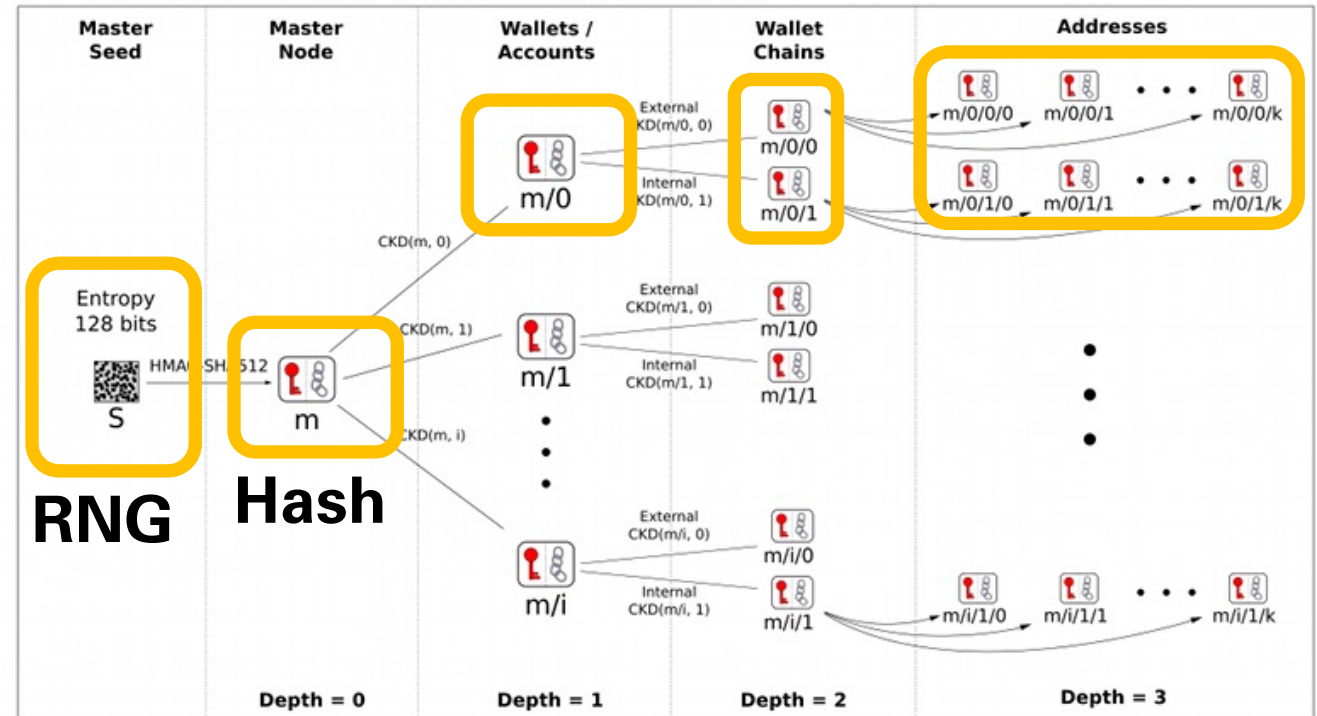 Master
Seed
Master
Node
Wallets /
Accounts
Wallet
Chains
Addresses
Entropy
128 bits
S
HMAC-SHA512
m
CKD(m, 0)
CKD(m, 1)
CKD(m, i)
m/0
m/1
m/i
External
CKD(m/0, 0)
Internal
CKD(m/0, 1)
External
CKD(m/1, 0)
Internal
CKD(m/1, 1)
External
CKD(m/i, 0)
Internal
CKD(m/i, 1)
m/0/0
m/0/1
m/1/0
m/1/1
m/i/0
m/i/1
m/0/0/0
m/0/0/1
m/0/0/k
m/0/1/0
m/0/1/1
m/0/1/k
m/i/1/0
m/i/1/1
m/i/1/k
RNG
Hash
Depth = 0
Depth = 1
Depth = 2
Depth = 3